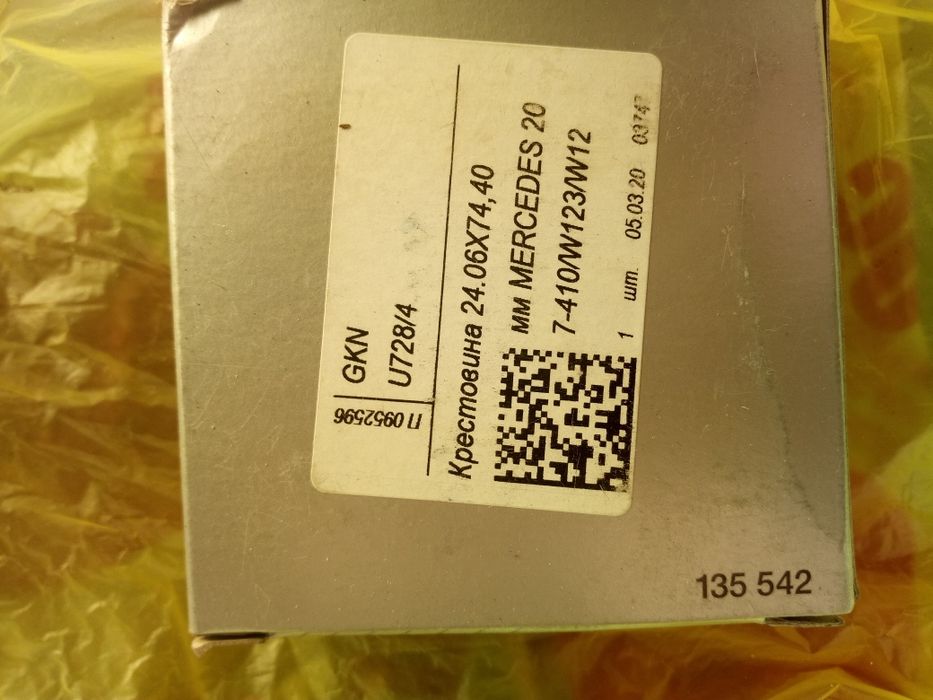 GKN
U728/4
П 0952596
Крестовина 24.06X74,40
мм MERCEDES 20
7-410/W123/W12
1 шт. 05.03.20
135 542